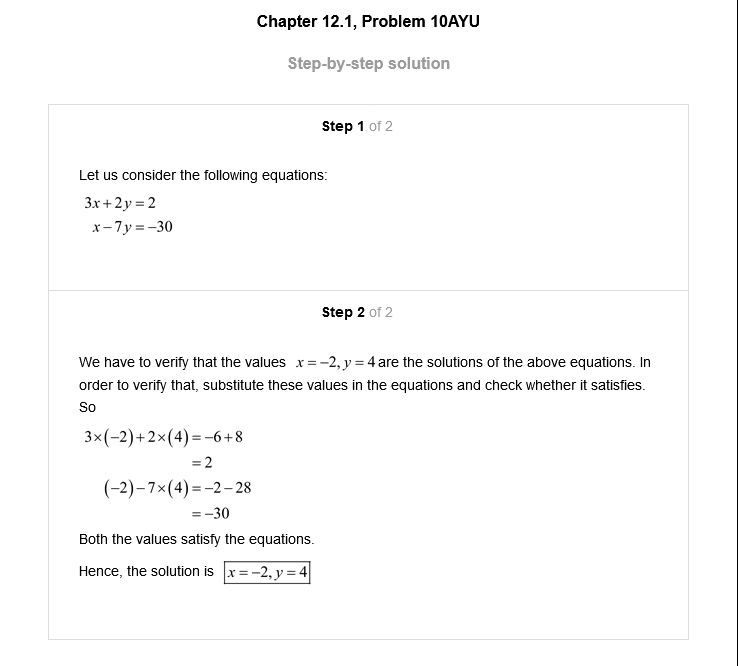 Chapter 12.1, Problem 10AYU
Step-by-step solution
Step 1 of 2
Let us consider the following equations:
3x+2y=2
x−7y=−30
Step 2 of 2
We have to verify that the values x=−2, y=4 are the solutions of the above equations. In
order to verify that, substitute these values in the equations and check whether it satisfies.
So
3×(−2)+2×(4)=−6+8
=2
(−2)−7×(4)=−2−28
=−30
Both the values satisfy the equations.
Hence, the solution is x=−2, y=4